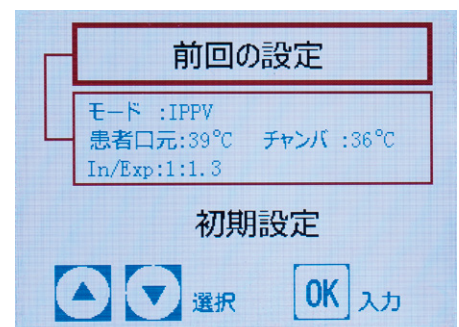 前回の設定
モード :IPPV
患者口元:39℃ チャンバ :36℃
In/Exp:1:1.3
初期設定
選択 OK 入力